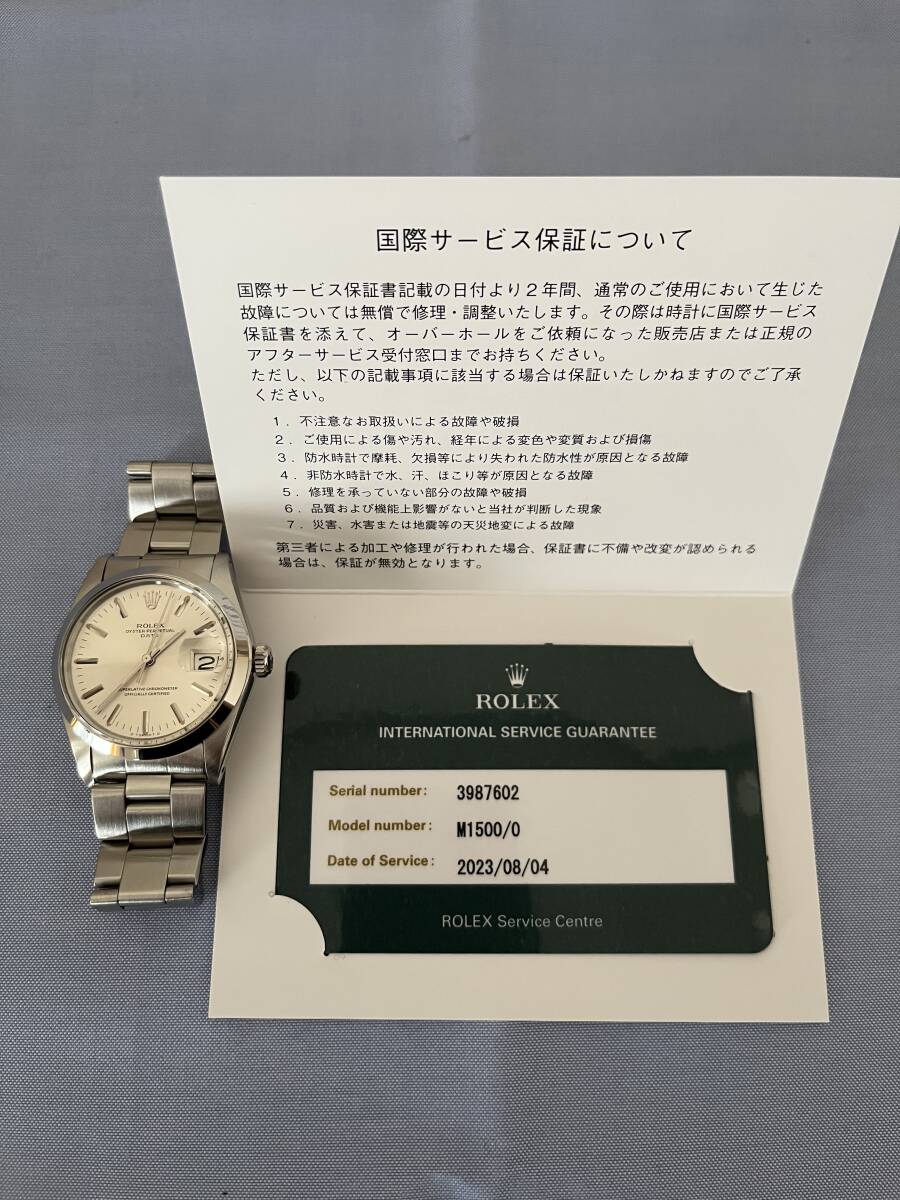 国際サービス保証について
国際サービス保証書記載の日付より２年間、通常のご使用において生じた
故障については無償で修理・調整いたします。その際は時計に国際サービス
保証書を添えて、オーバーホールをご依頼になった販売店または正規の
アフターサービス受付窓口までお持ちください。
ただし、以下の記載事項に該当する場合は保証いたしかねますのでご了承
ください。
１．不注意なお取扱いによる故障や破損
２．ご使用による傷や汚れ、経年による変色や変質および損傷
３．防水時計で摩耗、欠損等により失われた防水性が原因となる故障
４．非防水時計で水、汗、ほこり等が原因となる故障
５．修理を承っていない部分の故障や破損
６．品質および機能上影響がないと当社が判断した現象
７．災害、水害または地震等の天災地変による故障
第三者による加工や修理が行われた場合、保証書に不備や改変が認められる
場合は、保証が無効となります。
ROLEX
OYSTER PERPETUAL
DATE
2
SUPERLATIVE CHRONOMETER
OFFICIALLY CERTIFIED
ROLEX
INTERNATIONAL SERVICE GUARANTEE
Serial number: 3987602
Model number: M1500/0
Date of Service: 2023/08/04
ROLEX Service Centre